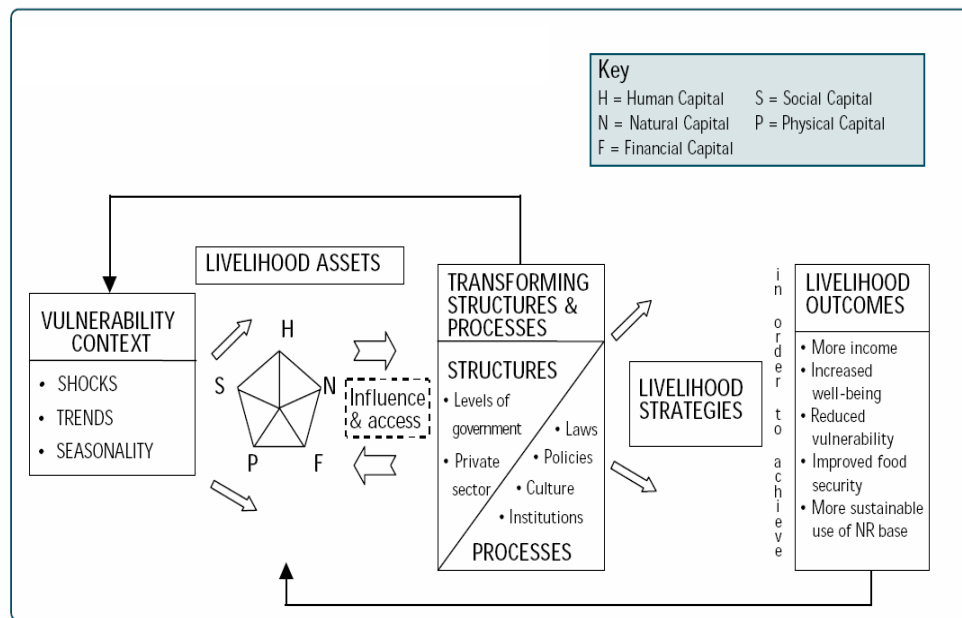 Key
H = Human Capital S = Social Capital
N = Natural Capital P = Physical Capital
F = Financial Capital
LIVELIHOOD ASSETS
VULNERABILITY
CONTEXT
• SHOCKS
• TRENDS
• SEASONALITY
H
S
N
P
F
Influence
& access
TRANSFORMING
STRUCTURES &
PROCESSES
STRUCTURES
• Levels of
government
• Private
sector
• Laws
• Policies
• Culture
• Institutions
PROCESSES
LIVELIHOOD
STRATEGIES
in order to achieve
LIVELIHOOD
OUTCOMES
• More income
• Increased
well-being
• Reduced
vulnerability
• Improved food
security
• More sustainable
use of NR base